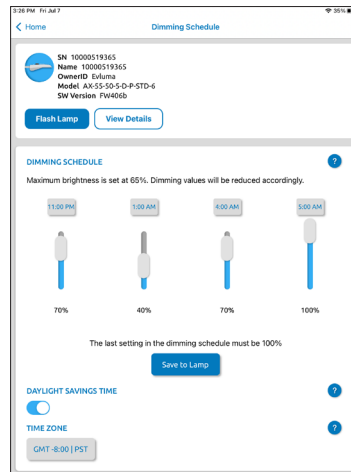 3:26 PM Fri Jul 7
35%
Home
Dimming Schedule
SN 10000519365
Name 10000519365
OwnerID Evluma
Model AX-55-50-5-D-P-STD-6
SW Version FW406b
Flash Lamp
View Details
DIMMING SCHEDULE
?
Maximum brightness is set at 65%. Dimming values will be reduced accordingly.
11:00 PM
1:00 AM
4:00 AM
5:00 AM
70%
40%
70%
100%
The last setting in the dimming schedule must be 100%
Save to Lamp
DAYLIGHT SAVINGS TIME
?
TIME ZONE
?
GMT -8:00 | PST